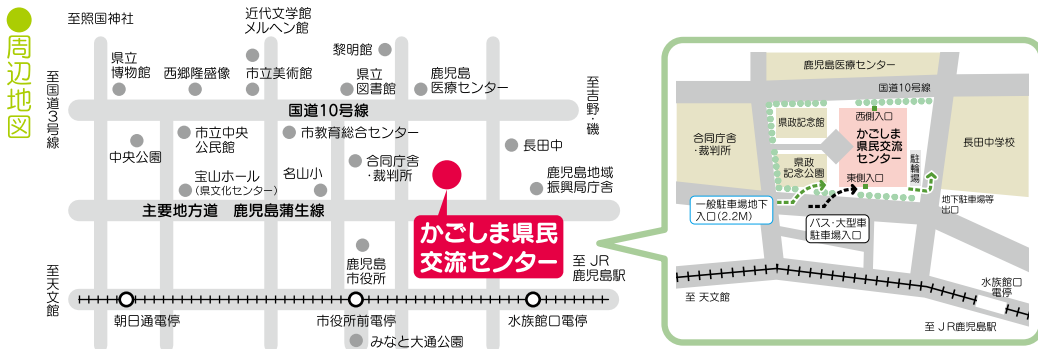 周辺地図
至照国神社
近代文学館
メルヘン館
黎明館
県立
博物館
西郷隆盛像
市立美術館
県立
図書館
鹿児島
医療センター
至国道3号線
至吉野・磯
国道10号線
中央公園
市立中央
公民館
市教育総合センター
長田中
宝山ホール
(県文化センター)
名山小
合同庁舎
・裁判所
鹿児島地域
振興局庁舎
主要地方道 鹿児島蒲生線
かごしま県民
交流センター
鹿児島
市役所
至天文館
至 JR
鹿児島駅
朝日通電停
市役所前電停
水族館口電停
みなと大通公園
鹿児島医療センター
国道10号線
県政記念館
西側入口
合同庁舎
・裁判所
かごしま
県民交流
センター
長田中学校
県政
記念公園
東側入口
駐輪場
一般駐車場地下
入口(2.2M)
バス・大型車
駐車場入口
地下駐車場等
出口
至 天文館
水族館口
電停
至 JR鹿児島駅